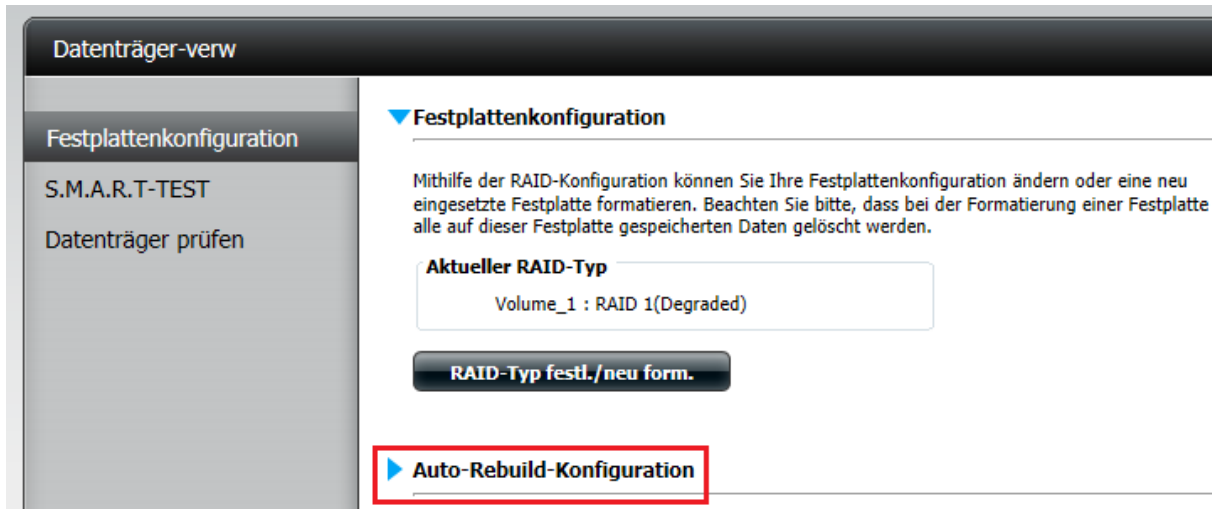 Datenträger-verw
Festplattenkonfiguration
S.M.A.R.T-TEST
Datenträger prüfen
Festplattenkonfiguration
Mithilfe der RAID-Konfiguration können Sie Ihre Festplattenkonfiguration ändern oder eine neu
eingesetzte Festplatte formatieren. Beachten Sie bitte, dass bei der Formatierung einer Festplatte
alle auf dieser Festplatte gespeicherten Daten gelöscht werden.
Aktueller RAID-Typ
Volume_1 : RAID 1(Degraded)
RAID-Typ festl./neu form.
Auto-Rebuild-Konfiguration